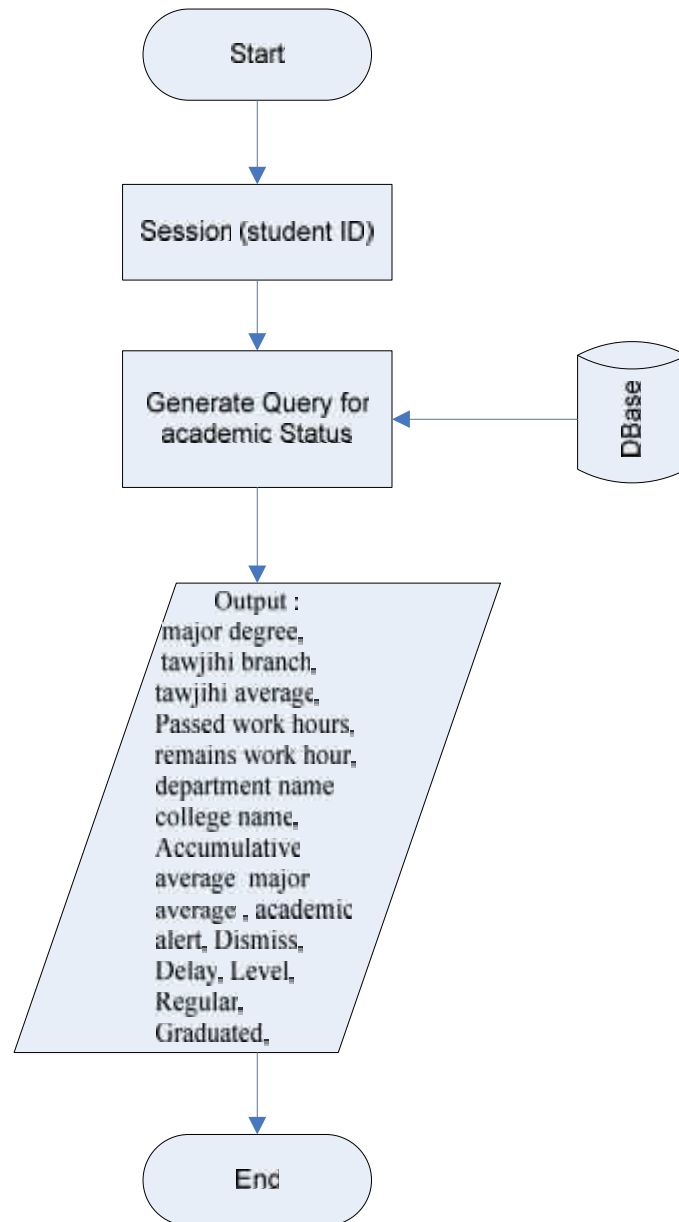 Start
Session (student ID)
Generate Query for
academic Status
DBase
Output :
major degree,
tawjihi branch,
tawjihi average,
Passed work hours,
remains work hour,
department name
college name,
Accumulative
average major
average , academic
alert, Dismiss,
Delay, Level,
Regular,
Graduated,
End